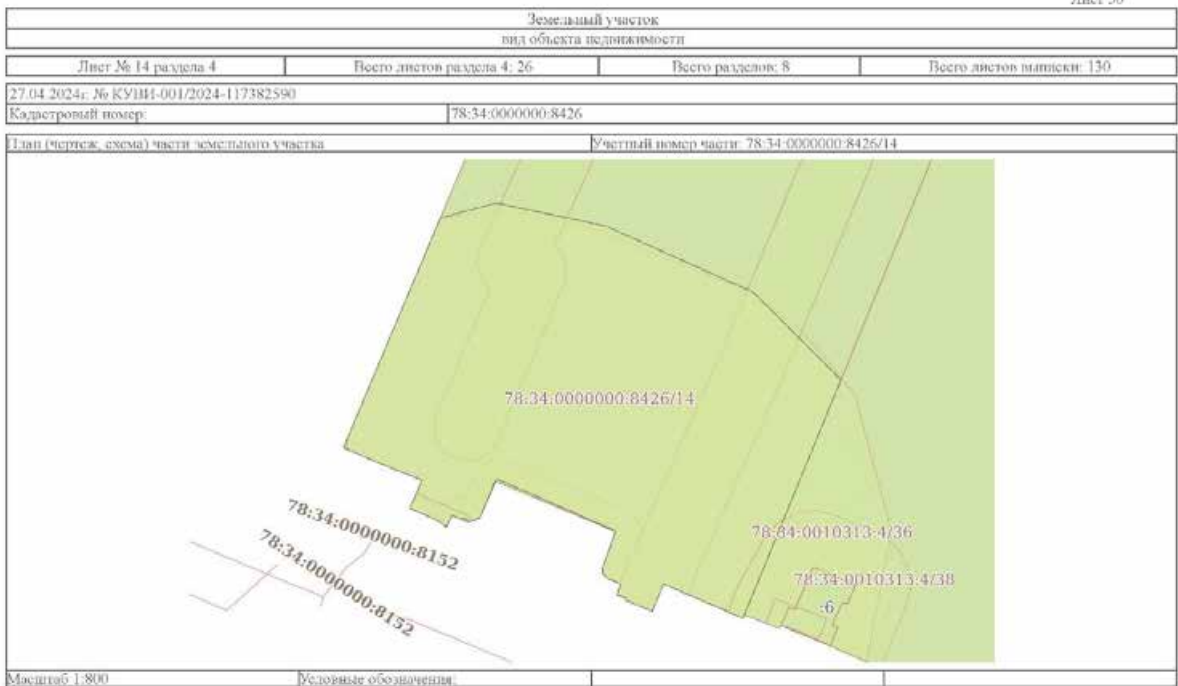 Земельный участок
вид объекта недвижимости
Лист № 14 раздела 4
Всего листов раздела 4: 26
Всего разделов: 8
Всего листов выписки: 130
27.04.2024г. № КУВИ-001/2024-117382590
Кадастровый номер:
78:34:0000000:8426
План (чертеж, схема) части земельного участка
Учетный номер части: 78:34:0000000:8426/14
78:34:0000000:8426/14
78:34:0000000:8152
78:34:0010313:4/36
78:34:0000000:8152
78:34:0010313:4/38
:6
Масштаб 1:800
Условные обозначения: